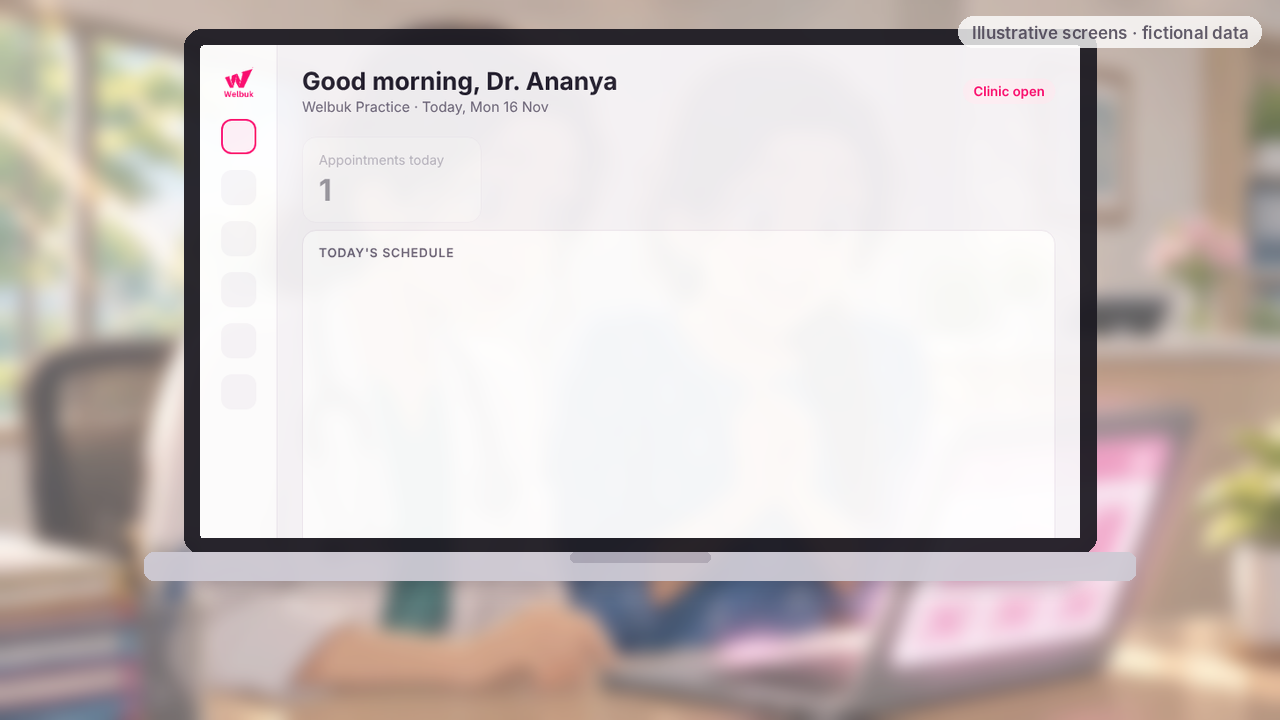 Illustrative screens · fictional data
Welbuk
Good morning, Dr. Ananya
Welbuk Practice · Today, Mon 16 Nov
Clinic open
Appointments today
1
TODAY'S SCHEDULE